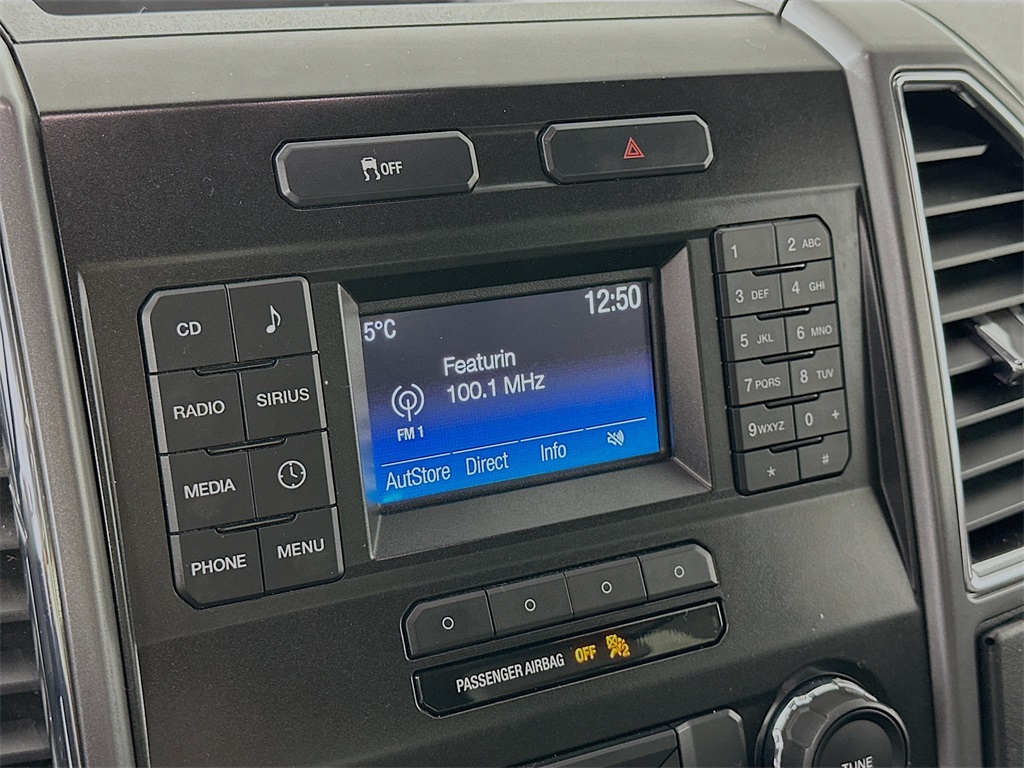 OFF
12:50
5°C
Featurin
100.1 MHz
FM 1
AutStore Direct Info
CD
RADIO SIRIUS
MEDIA
PHONE MENU
1 2 ABC
3 DEF 4 GHI
5 JKL 6 MNO
7 PQRS 8 TUV
9 WXYZ 0 +
* #
PASSENGER AIRBAG OFF 2
TUNE